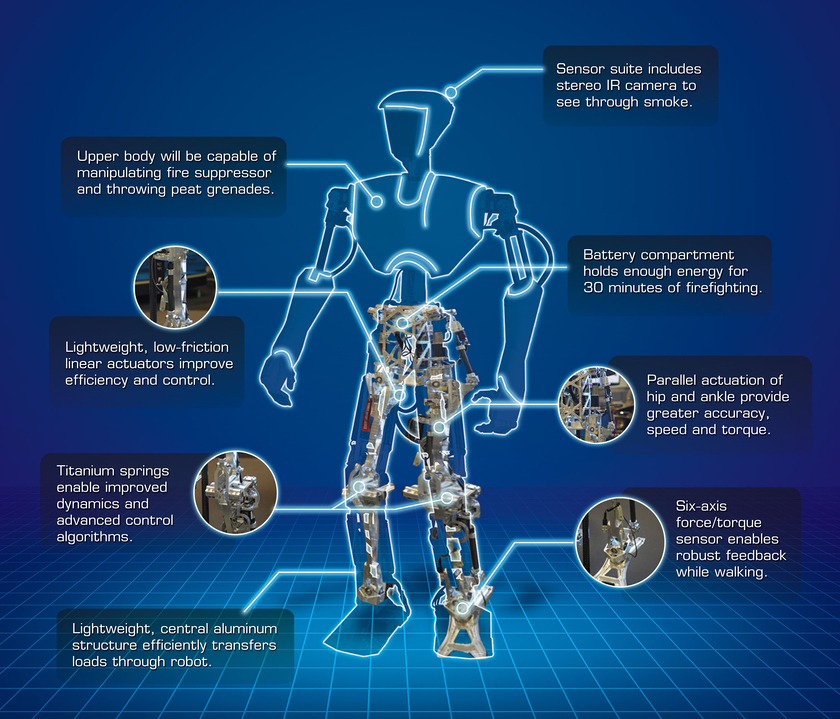 Sensor suite includes
stereo IR camera to
see through smoke.
Upper body will be capable of
manipulating fire suppressor
and throwing peat grenades.
Battery compartment
holds enough energy for
30 minutes of firefighting.
Lightweight, low-friction
linear actuators improve
efficiency and control.
Parallel actuation of
hip and ankle provide
greater accuracy,
speed and torque.
Titanium springs
enable improved
dynamics and
advanced control
algorithms.
Six-axis
force/torque
sensor enables
robust feedback
while walking.
Lightweight, central aluminum
structure efficiently transfers
loads through robot.